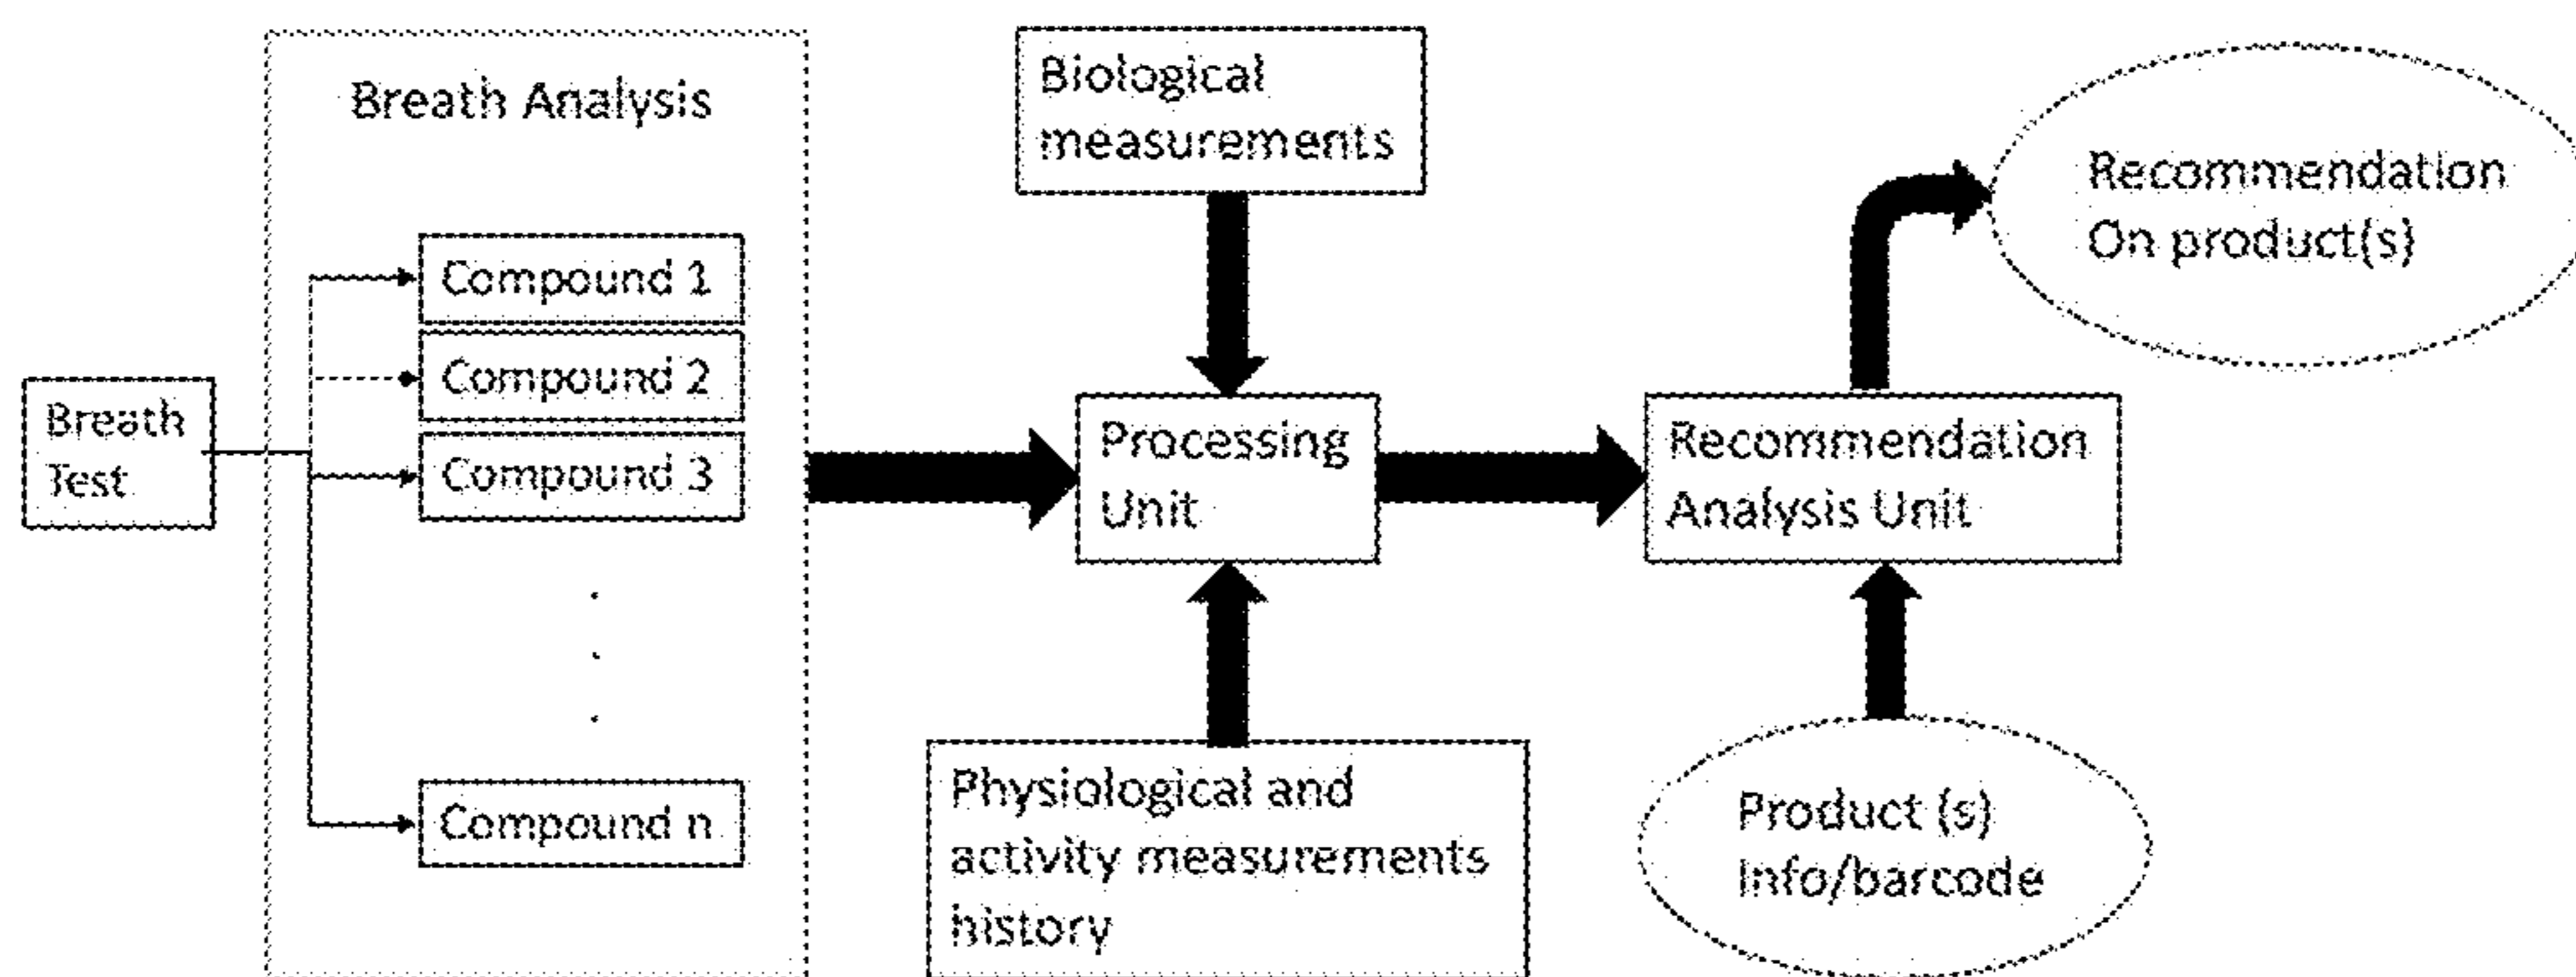 Breath
Test
Breath Analysis
Compound 1
Compound 2
Compound 3
Compound n
Biological
measurements
Processing
Unit
Physiological and
activity measurements
history
Recommendation
Analysis Unit
Product (s)
Info/barcode
Recommendation
On product(s)